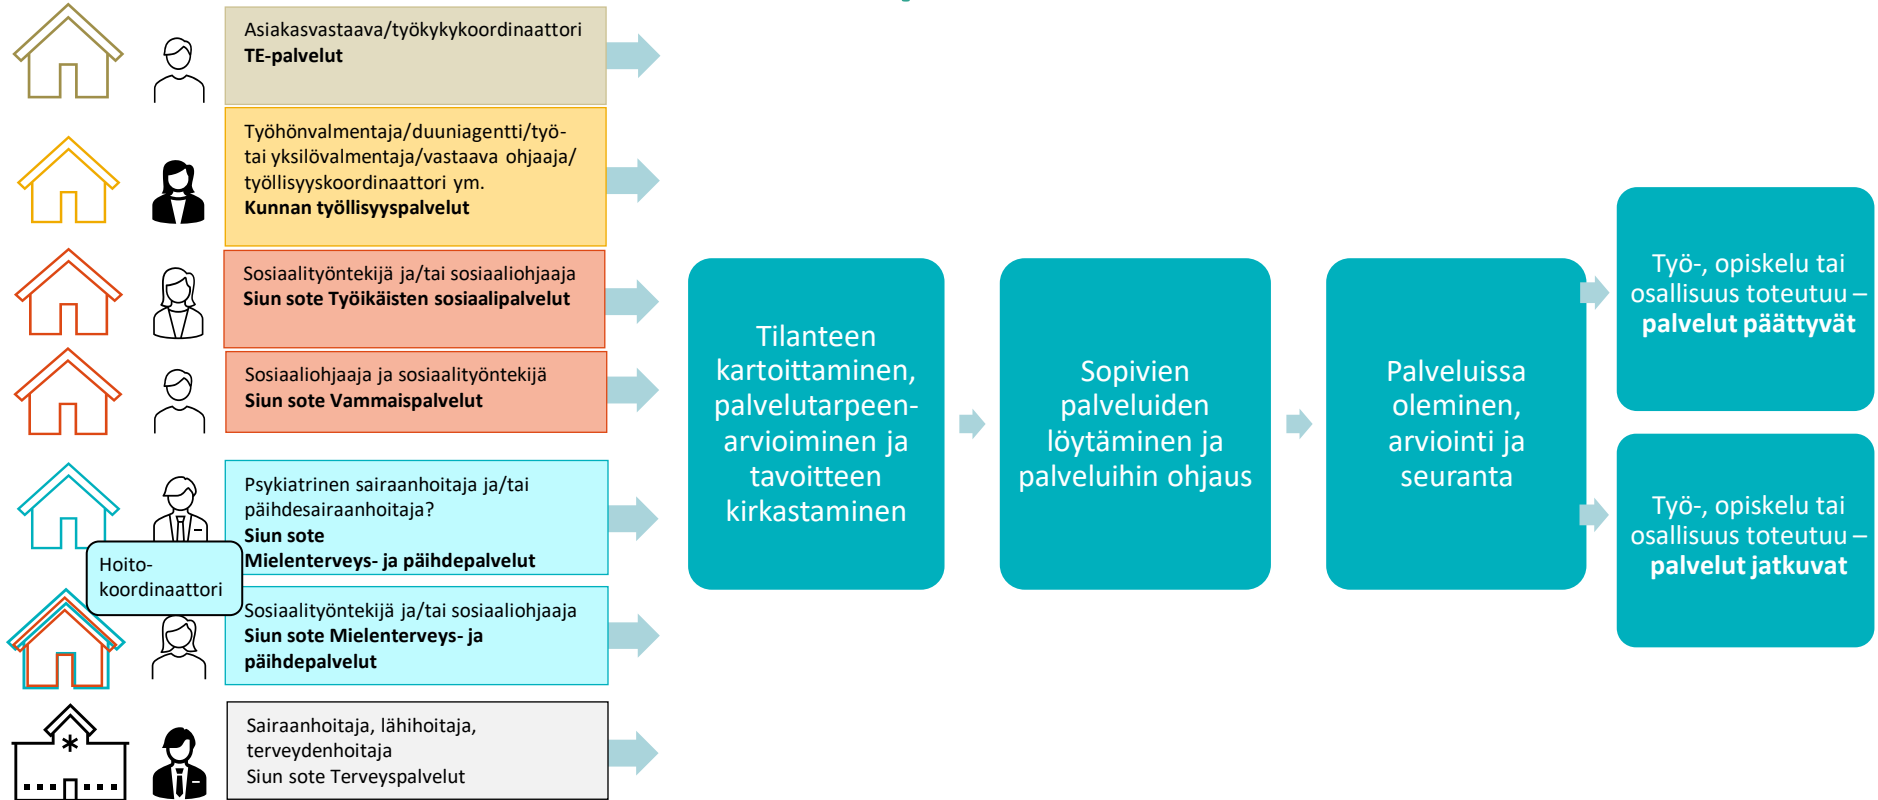 Asiakasvastaava/työkykykoordinaattori
TE-palvelut
Työhönvalmentaja/duuniagentti/työ-
tai yksilövalmentaja/vastaava ohjaaja/
työllisyyskoordinaattori ym.
Kunnan työllisyyspalvelut
Sosiaalityöntekijä ja/tai sosiaaliohjaaja
Siun sote Työikäisten sosiaalipalvelut
Sosiaaliohjaaja ja sosiaalityöntekijä
Siun sote Vammaispalvelut
Psykiatrinen sairaanhoitaja ja/tai
päihdesairaanhoitaja?
Siun sote
Mielenterveys- ja päihdepalvelut
Hoito-
koordinaattori
Sosiaalityöntekijä ja/tai sosiaaliohjaaja
Siun sote Mielenterveys- ja
päihdepalvelut
Sairaanhoitaja, lähihoitaja,
terveydenhoitaja
Siun sote Terveyspalvelut
Tilanteen
kartoittaminen,
palvelutarpeen-
arvioiminen ja
tavoitteen
kirkastaminen
Sopivien
palveluiden
löytäminen ja
palveluihin ohjaus
Palveluissa
oleminen,
arviointi ja
seuranta
Työ-, opiskelu tai
osallisuus toteutuu –
palvelut päättyvät
Työ-, opiskelu tai
osallisuus toteutuu –
palvelut jatkuvat